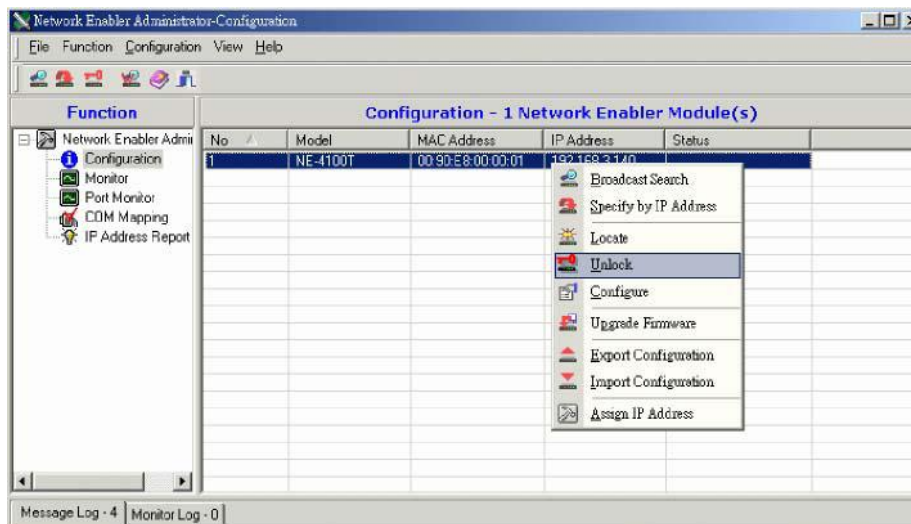 Network Enabler Administrator-Configuration
File Function Configuration View Help
Function
Configuration - 1 Network Enabler Module(s)
Network Enabler Admi
Configuration
Monitor
Port Monitor
COM Mapping
IP Address Report
No Model MAC Address IP Address Status
1 NE-4100T 00:90:E8:00:00:01 192.168.3.140
Broadcast Search
Specify by IP Address
Locate
Unlock
Configure
Upgrade Firmware
Export Configuration
Import Configuration
Assign IP Address
Message Log - 4 Monitor Log - 0